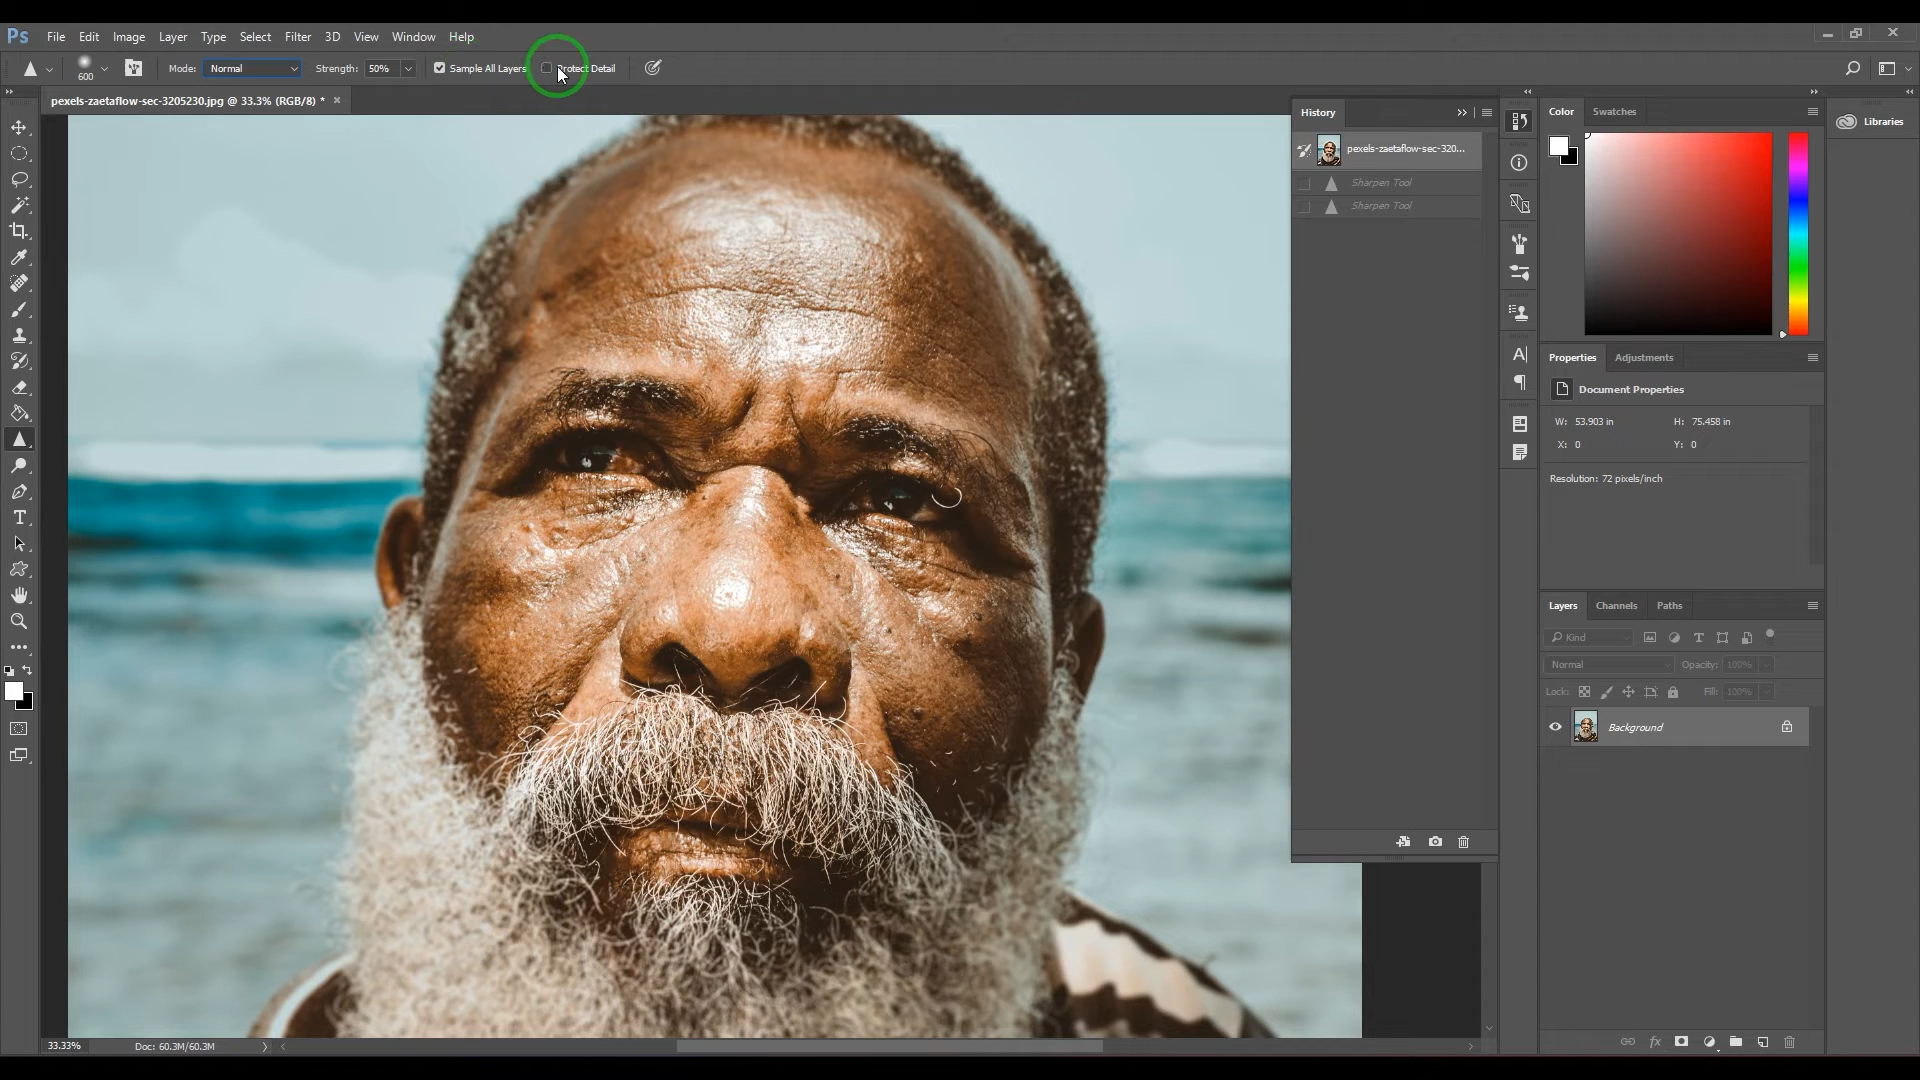 Ps File Edit Image Layer Type Select Filter 3D View Window Help
600 Mode: Normal Strength: 50% Sample All Layers Protect Detail
pexels-zaetaflow-sec-3205230.jpg @ 33.3% (RGB/8) *
History
pexels-zaetaflow-sec-320...
Sharpen Tool
Sharpen Tool
Color Swatches
Libraries
Properties Adjustments
Document Properties
W: 53.903 in H: 75.458 in
X: 0 Y: 0
Resolution: 72 pixels/inch
Layers Channels Paths
Kind
Normal Opacity: 100%
Lock: Fill: 100%
Background
33.33% Doc: 60.3M/60.3M